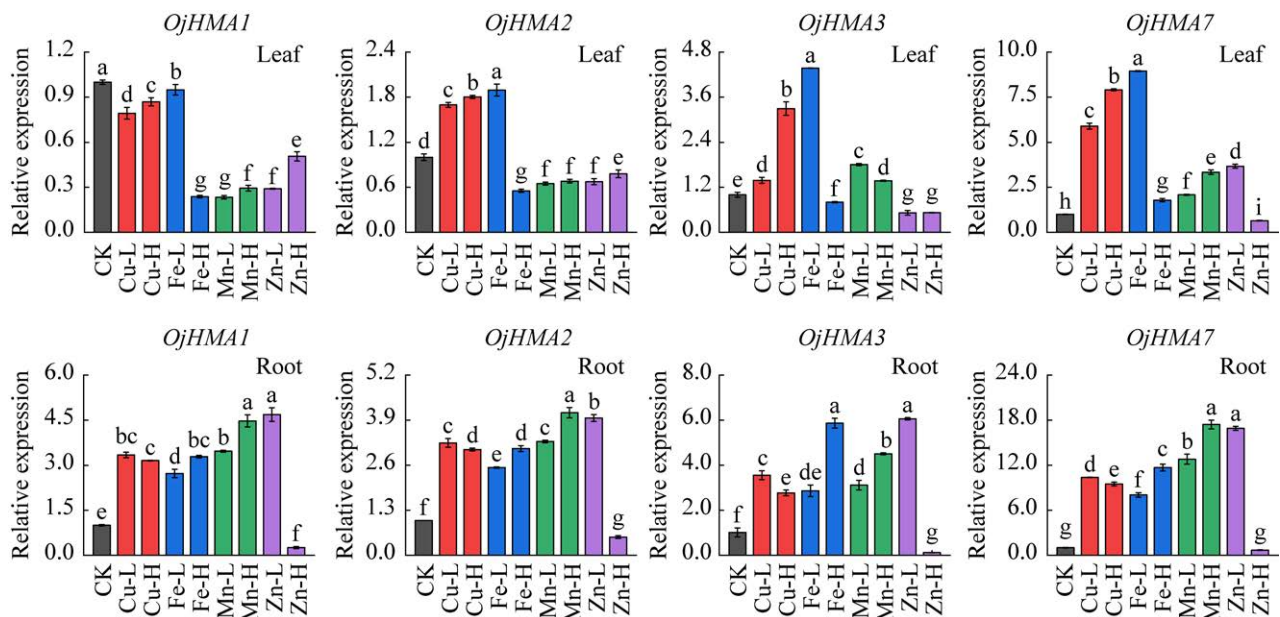 OjHMA1
Leaf
Relative expression
1.2
0.9
0.6
0.3
0.0
a
d
c
b
g
g
f
f
e
CK
Cu-L
Cu-H
Fe-L
Fe-H
Mn-L
Mn-H
Zn-L
Zn-H
OjHMA2
Leaf
Relative expression
2.4
1.8
1.2
0.6
0.0
d
c
b
a
g
f
f
f
e
CK
Cu-L
Cu-H
Fe-L
Fe-H
Mn-L
Mn-H
Zn-L
Zn-H
OjHMA3
Leaf
Relative expression
4.8
3.6
2.4
1.2
0.0
e
d
b
a
f
c
d
g
g
CK
Cu-L
Cu-H
Fe-L
Fe-H
Mn-L
Mn-H
Zn-L
Zn-H
OjHMA7
Leaf
Relative expression
10.0
7.5
5.0
2.5
0.0
h
c
b
a
g
f
e
d
i
CK
Cu-L
Cu-H
Fe-L
Fe-H
Mn-L
Mn-H
Zn-L
Zn-H
OjHMA1
Root
Relative expression
6.0
4.5
3.0
1.5
0.0
e
bc
c
d
bc
b
a
a
f
CK
Cu-L
Cu-H
Fe-L
Fe-H
Mn-L
Mn-H
Zn-L
Zn-H
OjHMA2
Root
Relative expression
5.2
3.9
2.6
1.3
0.0
f
c
d
e
d
c
a
b
g
CK
Cu-L
Cu-H
Fe-L
Fe-H
Mn-L
Mn-H
Zn-L
Zn-H
OjHMA3
Root
Relative expression
8.0
6.0
4.0
2.0
0.0
f
c
e
de
a
d
b
a
g
CK
Cu-L
Cu-H
Fe-L
Fe-H
Mn-L
Mn-H
Zn-L
Zn-H
OjHMA7
Root
Relative expression
24.0
18.0
12.0
6.0
0.0
g
d
e
f
c
b
a
a
g
CK
Cu-L
Cu-H
Fe-L
Fe-H
Mn-L
Mn-H
Zn-L
Zn-H